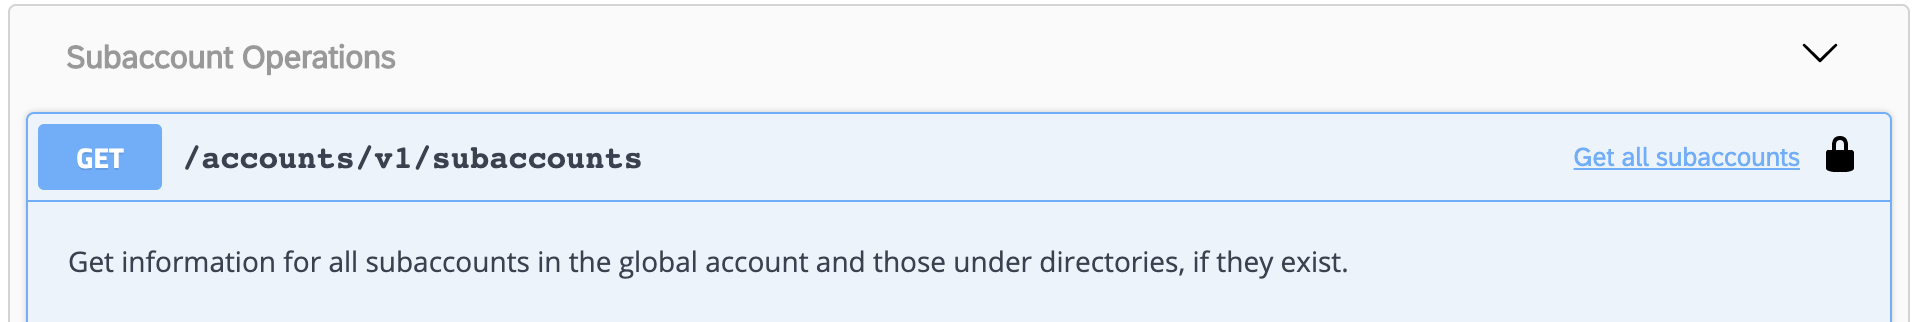 Subaccount Operations
GET /accounts/v1/subaccounts Get all subaccounts
Get information for all subaccounts in the global account and those under directories, if they exist.